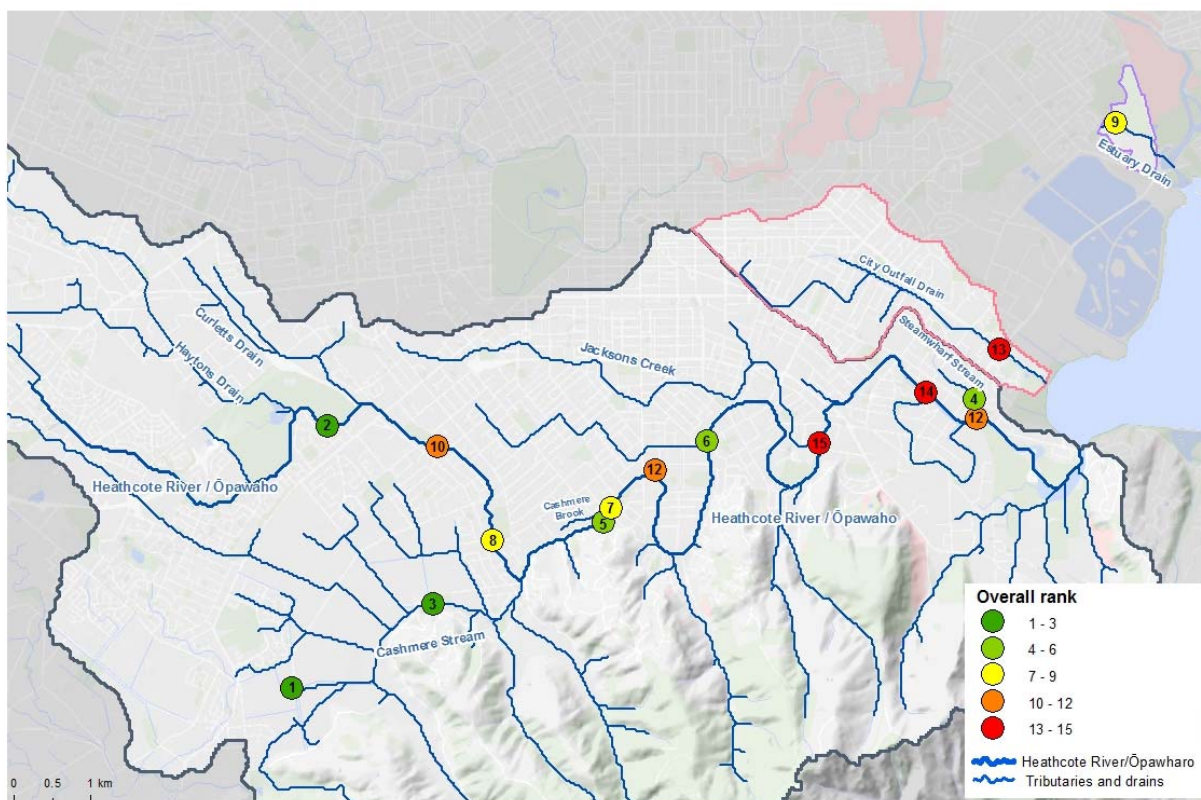 9
Estuary Drain
City Outfall Drain
Curletts Drain
Haytons Drain
Jacksons Creek
Steamwharf Stream
13
14
4
12
2
10
6
15
12
Heathcote River / Ōpawaho
Cashmere
Brook
7
5
Heathcote River / Ōpawaho
8
3
Cashmere Stream
1
Overall rank
1 - 3
4 - 6
7 - 9
10 - 12
13 - 15
Heathcote River/Ōpawharo
Tributaries and drains
0 0.5 1 km